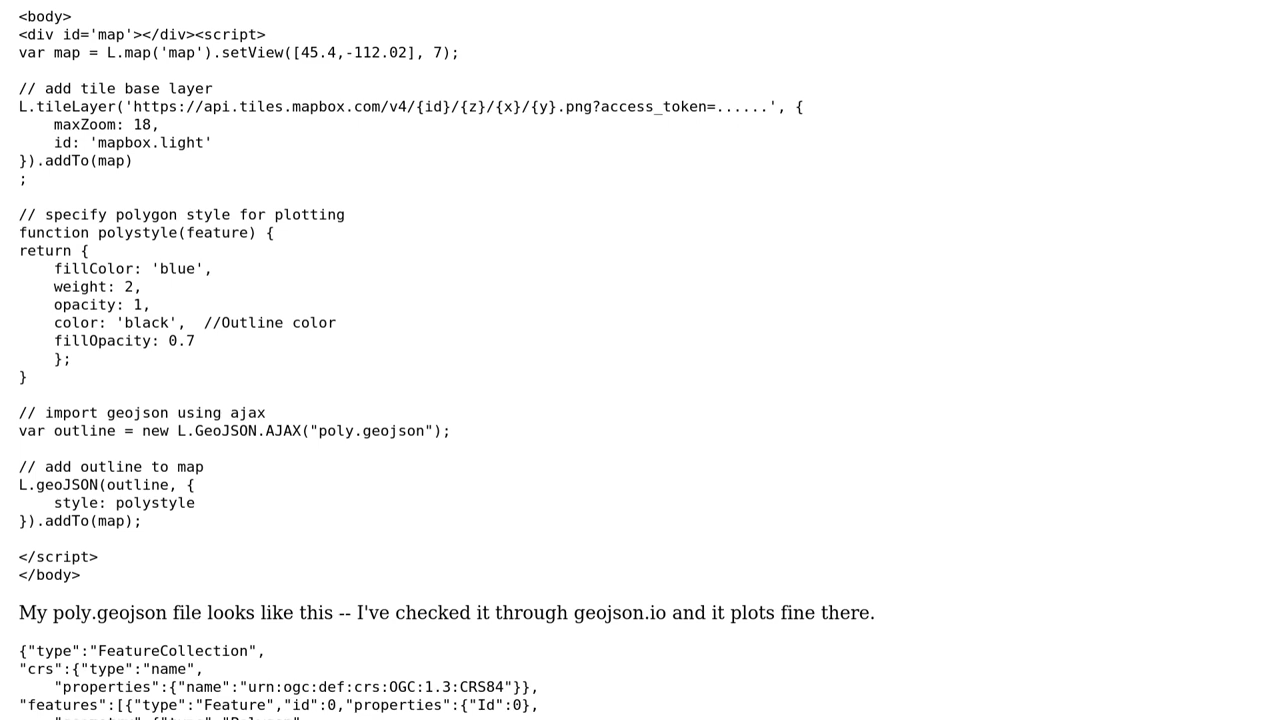 <body>
<div id='map'></div><script>
var map = L.map('map').setView([45.4,-112.02], 7);

// add tile base layer
L.tileLayer('https://api.tiles.mapbox.com/v4/{id}/{z}/{x}/{y}.png?access_token=......', {
    maxZoom: 18,
    id: 'mapbox.light'
}).addTo(map)
;

// specify polygon style for plotting
function polystyle(feature) {
return {
    fillColor: 'blue',
    weight: 2,
    opacity: 1,
    color: 'black',  //Outline color
    fillOpacity: 0.7
    };
}

// import geojson using ajax
var outline = new L.GeoJSON.AJAX("poly.geojson");

// add outline to map
L.geoJSON(outline, {
    style: polystyle
}).addTo(map);

</script>
</body>
My poly.geojson file looks like this -- I've checked it through geojson.io and it plots fine there.
{"type":"FeatureCollection",
"crs":{"type":"name",
    "properties":{"name":"urn:ogc:def:crs:OGC:1.3:CRS84"}},
"features":[{"type":"Feature","id":0,"properties":{"Id":0},
    "geometry":{"type":"Polygon",